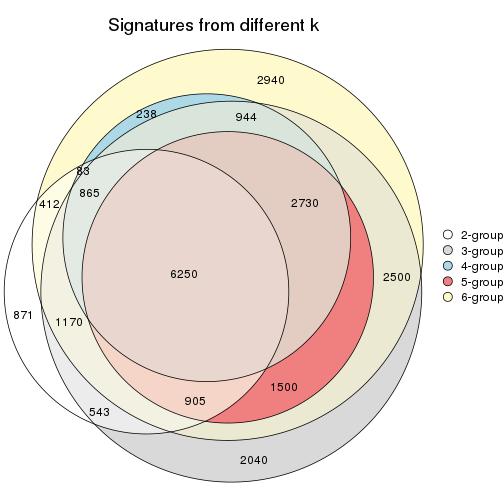 Signatures from different k
2940
238
944
83
865
412
2730
6250
2500
871
1170
1500
905
543
2040
2-group
3-group
4-group
5-group
6-group